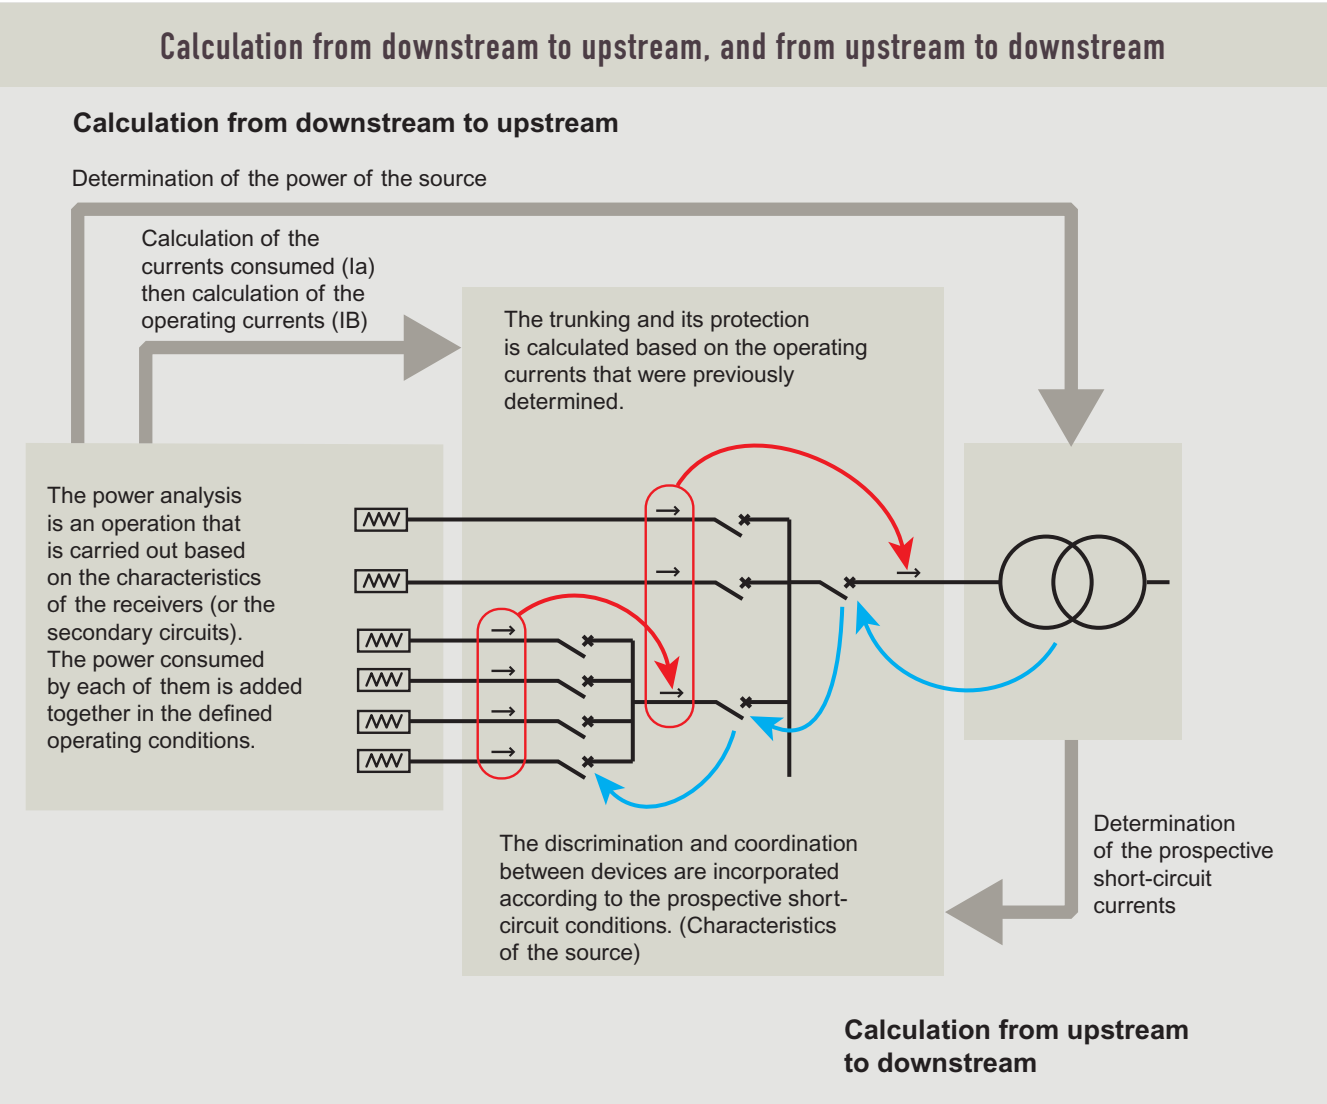 Calculation from downstream to upstream, and from upstream to downstream
Calculation from downstream to upstream
Determination of the power of the source
Calculation of the
currents consumed (Ia)
then calculation of the
operating currents (IB)
The trunking and its protection
is calculated based on the operating
currents that were previously
determined.
The power analysis
is an operation that
is carried out based
on the characteristics
of the receivers (or the
secondary circuits).
The power consumed
by each of them is added
together in the defined
operating conditions.
The discrimination and coordination
between devices are incorporated
according to the prospective short-
circuit conditions. (Characteristics
of the source)
Determination
of the prospective
short-circuit
currents
Calculation from upstream
to downstream